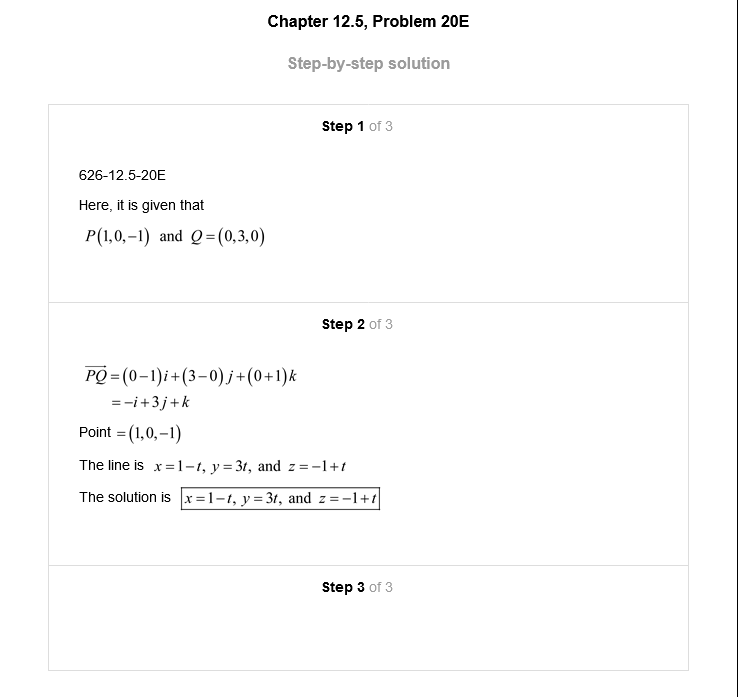 Chapter 12.5, Problem 20E
Step-by-step solution
Step 1 of 3
626-12.5-20E
Here, it is given that
P(1,0,−1) and Q=(0,3,0)
Step 2 of 3
PQ⃗ =(0−1)i+(3−0)j+(0+1)k
=−i+3j+k
Point =(1,0,−1)
The line is x=1−t, y=3t, and z=−1+t
The solution is x=1−t, y=3t, and z=−1+t
Step 3 of 3